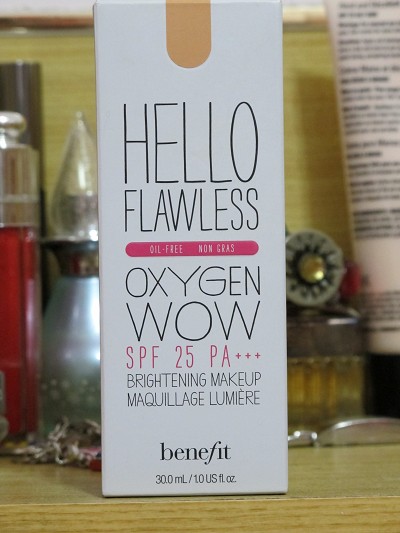 HELLO
FLAWLESS
OIL-FREE NON GRAS
OXYGEN
WOW
SPF 25 PA+++
BRIGHTENING MAKEUP
MAQUILLAGE LUMIÈRE
benefit
30.0 mL / 1.0 US fl. oz.